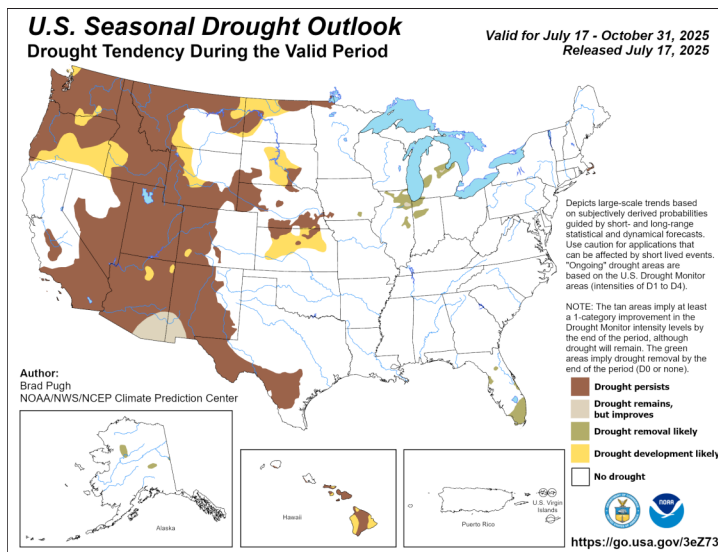 U.S. Seasonal Drought Outlook
Drought Tendency During the Valid Period
Valid for July 17 - October 31, 2025
Released July 17, 2025
Depicts large-scale trends based
on subjectively derived probabilities
guided by short- and long-range
statistical and dynamical forecasts.
Use caution for applications that
can be affected by short lived events.
"Ongoing" drought areas are
based on the U.S. Drought Monitor
areas (intensities of D1 to D4).
NOTE: The tan areas imply at least
a 1-category improvement in the
Drought Monitor intensity levels by
the end of the period, although
drought will remain. The green
areas imply drought removal by the
end of the period (D0 or none).
Author:
Brad Pugh
NOAA/NWS/NCEP Climate Prediction Center
Drought persists
Drought remains,
but improves
Drought removal likely
Drought development likely
No drought
Alaska
Hawaii
Puerto Rico
U.S. Virgin
Islands
NOAA
https://go.usa.gov/3eZ73